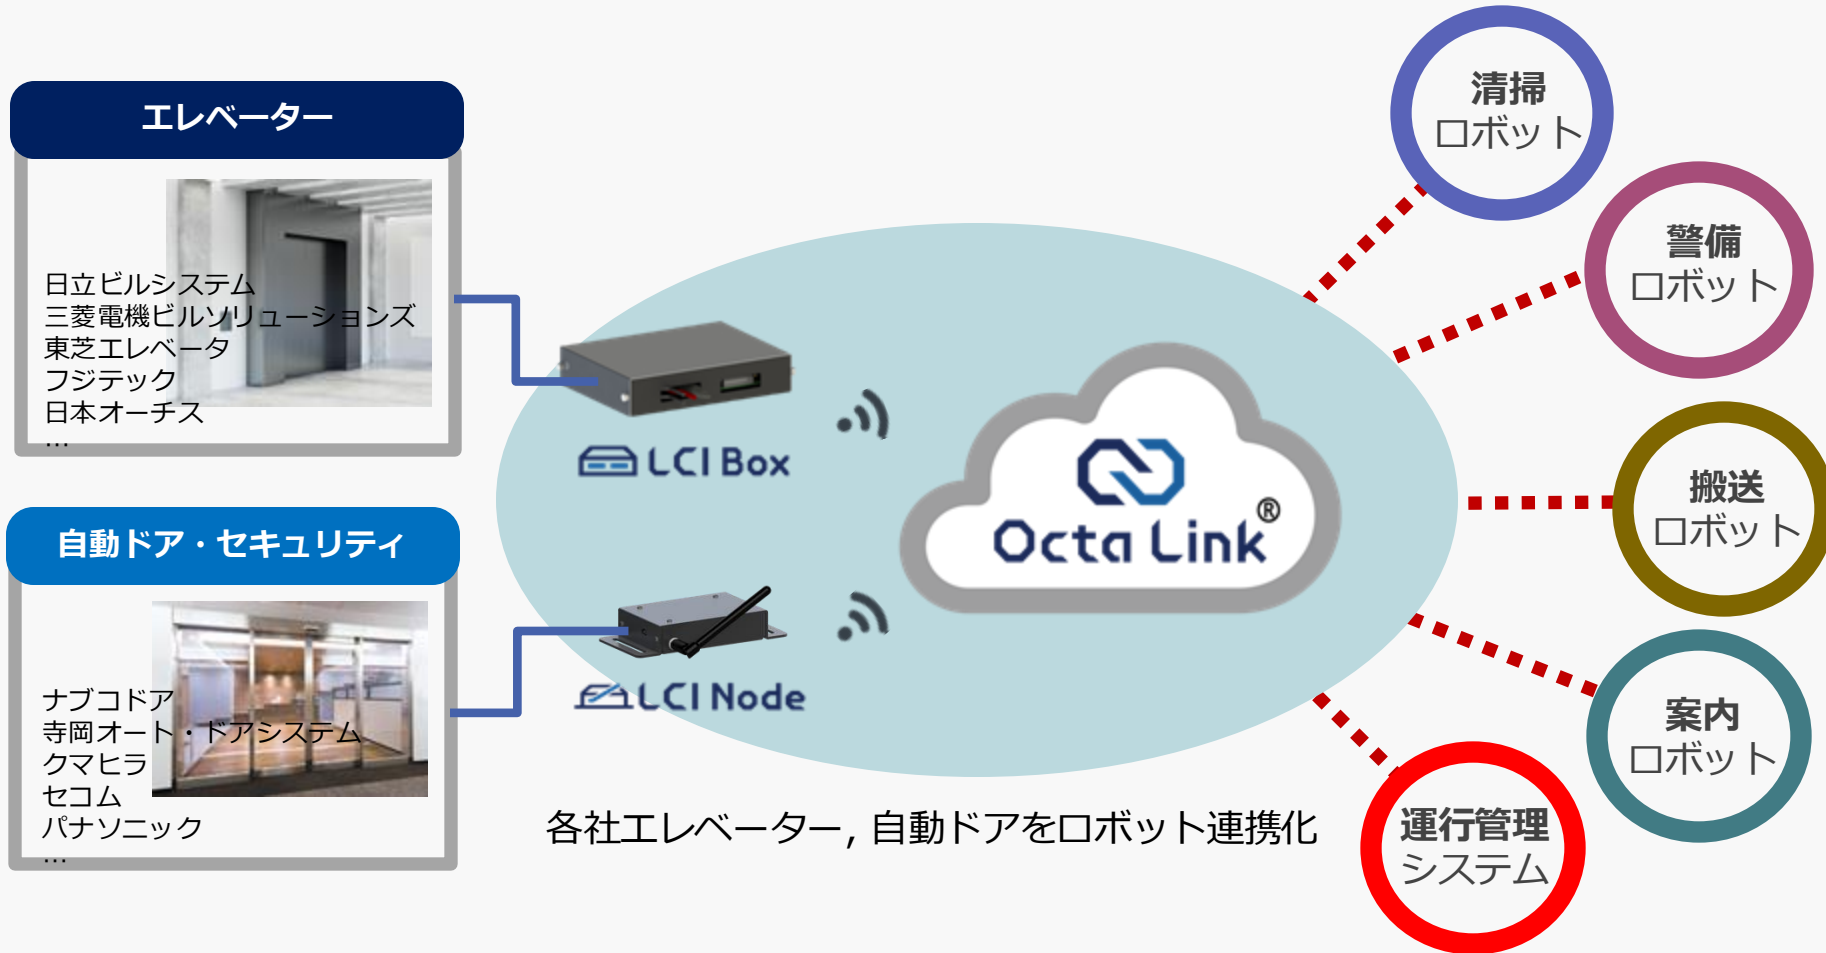 エレベーター
日立ビルシステム
三菱電機ビルソリューションズ
東芝エレベータ
フジテック
日本オーチス
…
自動ドア・セキュリティ
ナブコドア
寺岡オート・ドアシステム
クマヒラ
セコム
パナソニック
…
LCI Box
LCI Node
Octa Link®
各社エレベーター, 自動ドアをロボット連携化
清掃
ロボット
警備
ロボット
搬送
ロボット
案内
ロボット
運行管理
システム